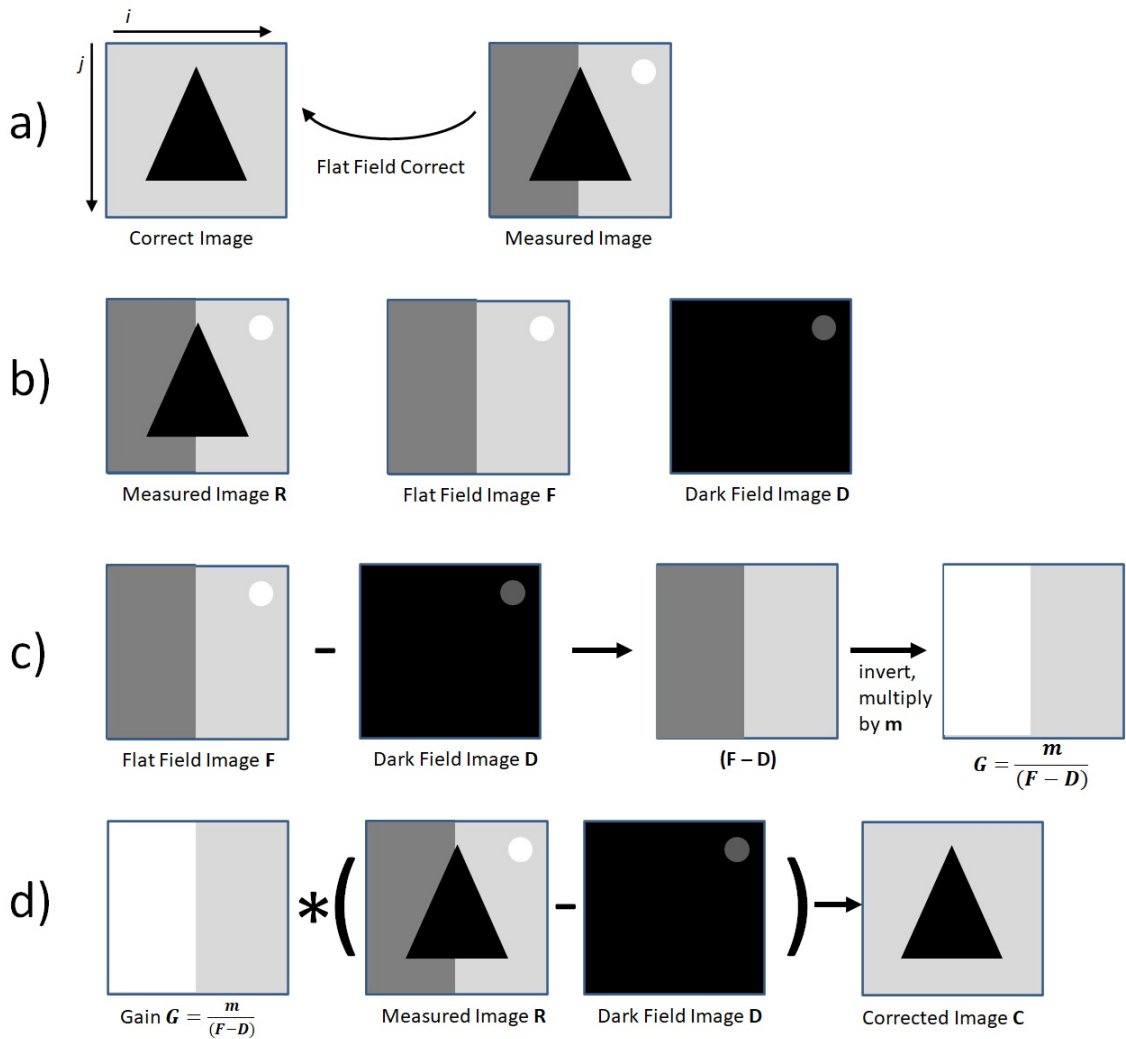 i
j
a)
Flat Field Correct
Correct Image
Measured Image
b)
Measured Image R
Flat Field Image F
Dark Field Image D
c)
−
invert,
multiply
by m
Flat Field Image F
Dark Field Image D
(F – D)
G = m / (F − D)
d)
*( − )
Gain G = m / (F−D)
Measured Image R
Dark Field Image D
Corrected Image C